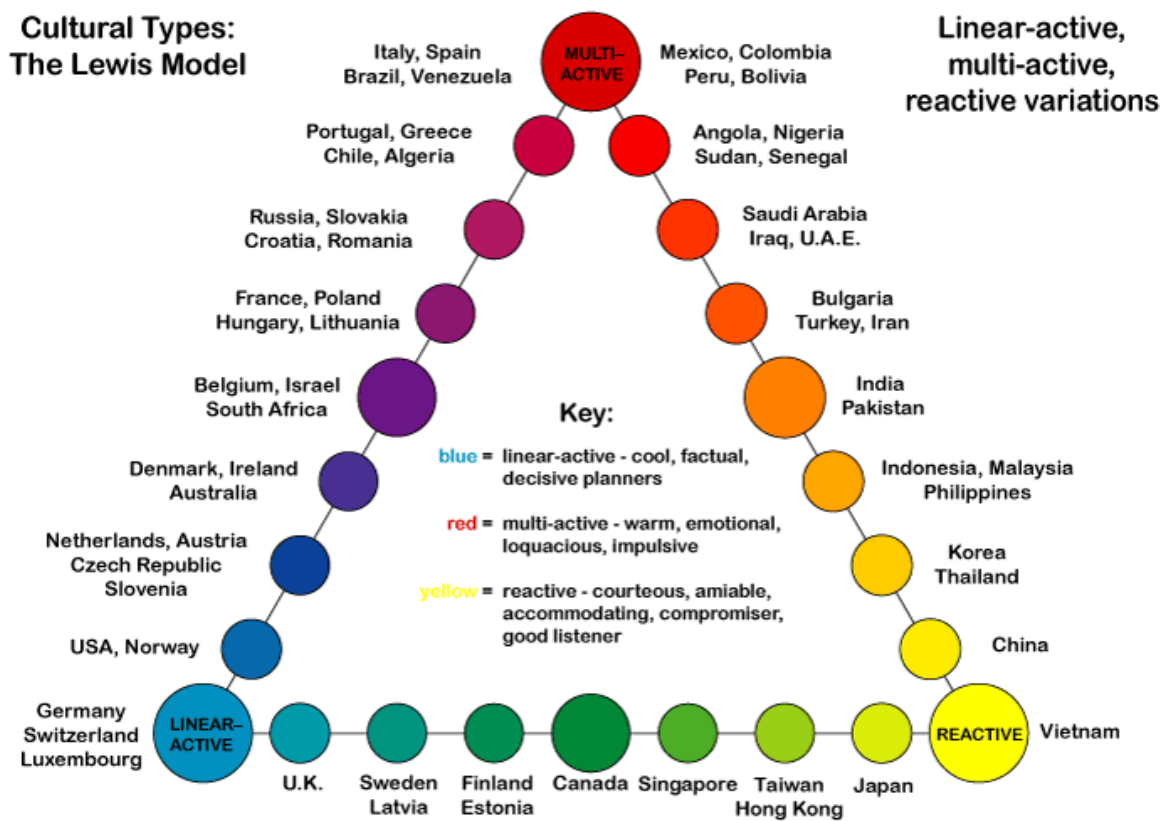 Cultural Types:
The Lewis Model
Linear-active,
multi-active,
reactive variations
MULTI–
ACTIVE
Italy, Spain
Brazil, Venezuela
Mexico, Colombia
Peru, Bolivia
Portugal, Greece
Chile, Algeria
Angola, Nigeria
Sudan, Senegal
Russia, Slovakia
Croatia, Romania
Saudi Arabia
Iraq, U.A.E.
France, Poland
Hungary, Lithuania
Bulgaria
Turkey, Iran
Belgium, Israel
South Africa
India
Pakistan
Denmark, Ireland
Australia
Indonesia, Malaysia
Philippines
Netherlands, Austria
Czech Republic
Slovenia
Korea
Thailand
USA, Norway
China
Key:
blue = linear-active - cool, factual,
decisive planners
red = multi-active - warm, emotional,
loquacious, impulsive
yellow = reactive - courteous, amiable,
accommodating, compromiser,
good listener
Germany
Switzerland
Luxembourg
LINEAR–
ACTIVE
REACTIVE
Vietnam
U.K.
Sweden
Latvia
Finland
Estonia
Canada
Singapore
Taiwan
Hong Kong
Japan